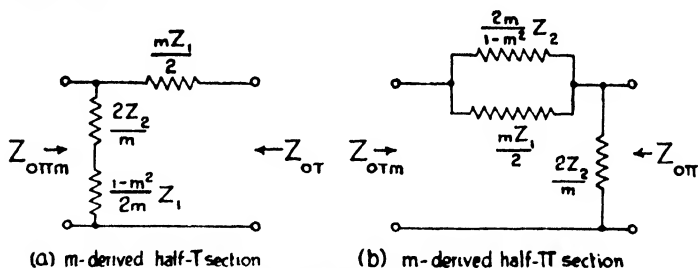 mZ₁
2
2m
1-m²
Z₂
2Z₂
m
mZ₁
2
Z₀πm
Z₀T
Z₀Tm
2Z₂
m
Z₀π
1-m²
2m
Z₁
(a) m-derived half-T section
(b) m-derived half-π section